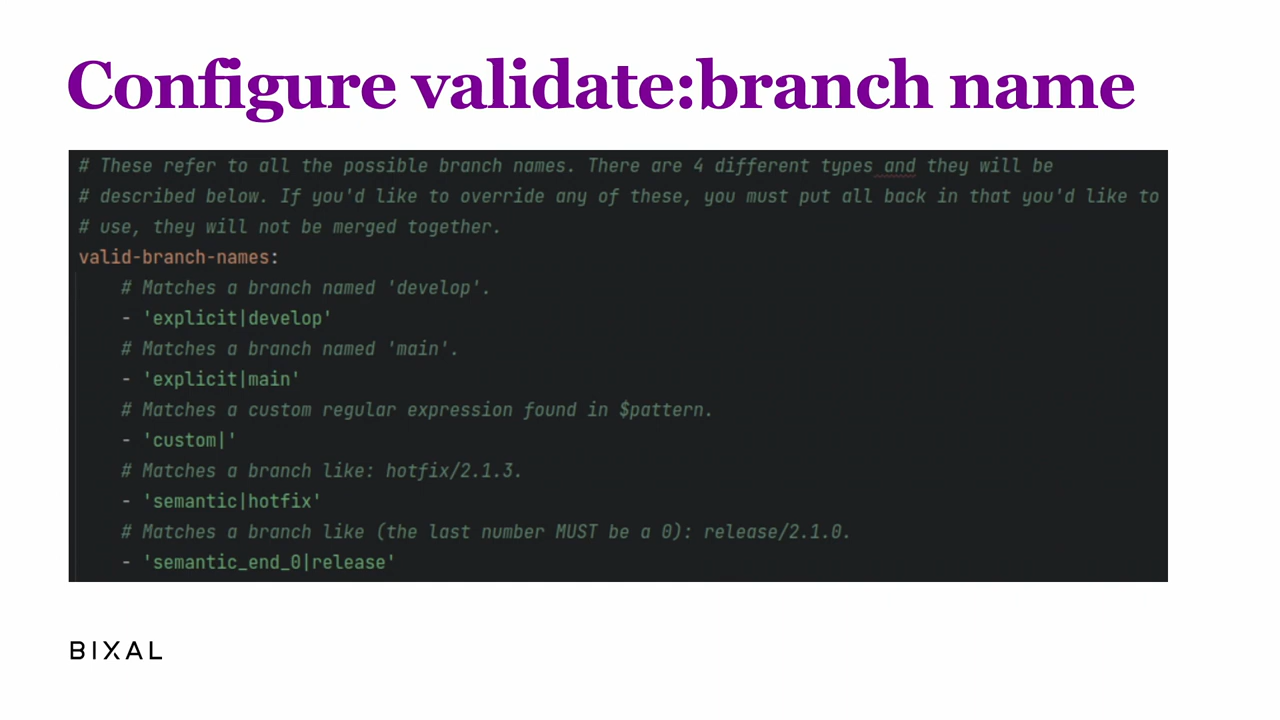 Configure validate:branch name
# These refer to all the possible branch names. There are 4 different types and they will be
# described below. If you'd like to override any of these, you must put all back in that you'd like to
# use, they will not be merged together.
valid-branch-names:
# Matches a branch named 'develop'.
- 'explicit|develop'
# Matches a branch named 'main'.
- 'explicit|main'
# Matches a custom regular expression found in $pattern.
- 'custom|'
# Matches a branch like: hotfix/2.1.3.
- 'semantic|hotfix'
# Matches a branch like (the last number MUST be a 0): release/2.1.0.
- 'semantic_end_0|release'
BIXAL